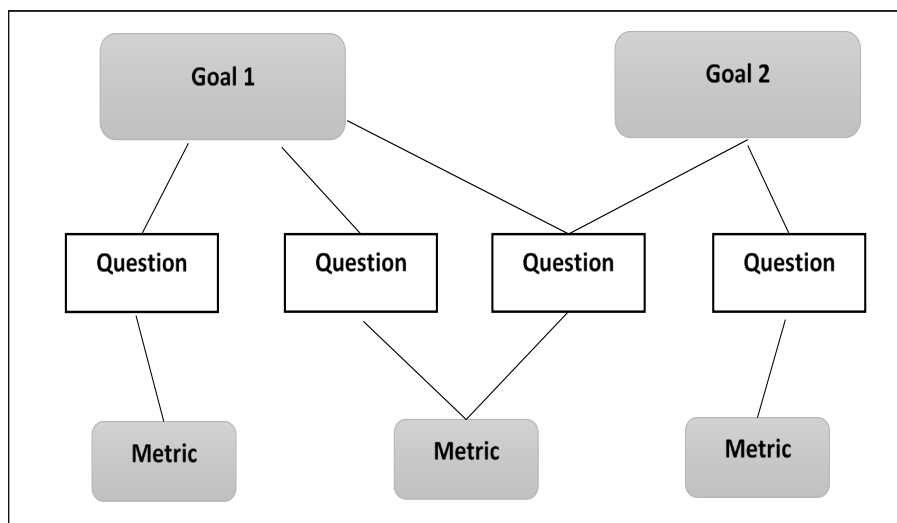 Goal 1
Goal 2
Question
Question
Question
Question
Metric
Metric
Metric